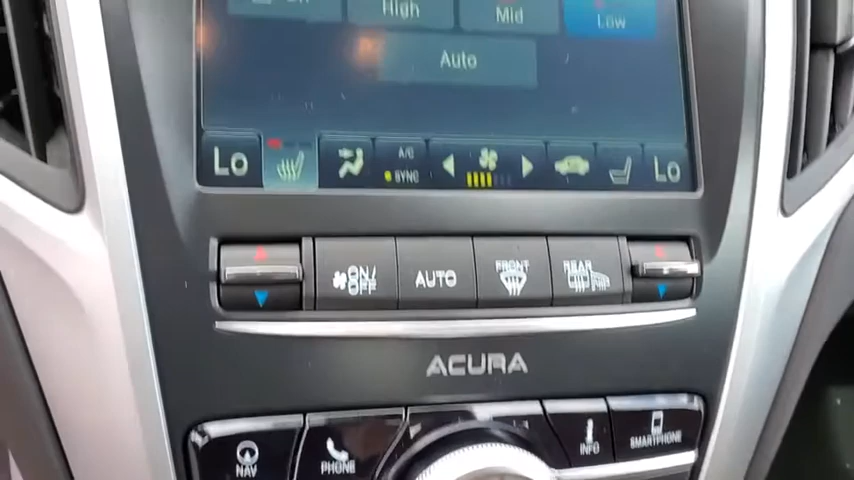 High Mid Low
Auto
Lo A/C SYNC Lo
ON/OFF AUTO FRONT REAR
ACURA
NAV PHONE INFO SMARTPHONE